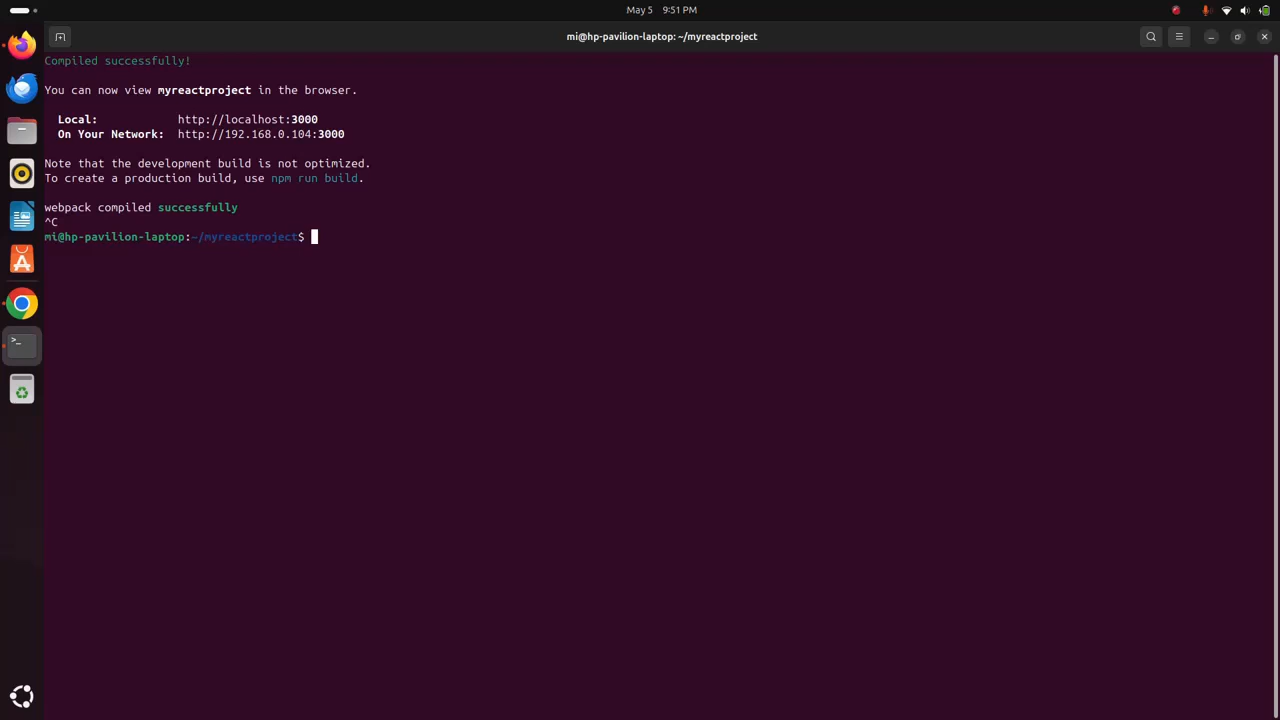 May 5 9:51 PM
mi@hp-pavilion-laptop: ~/myreactproject
Compiled successfully!
You can now view myreactproject in the browser.
Local: http://localhost:3000
On Your Network: http://192.168.0.104:3000
Note that the development build is not optimized.
To create a production build, use npm run build.
webpack compiled successfully
^C
mi@hp-pavilion-laptop:~/myreactproject$